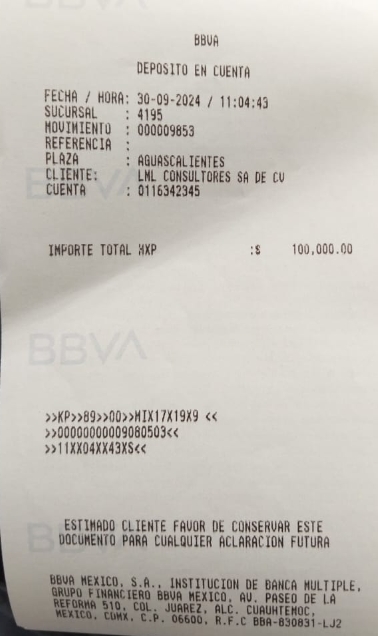 BBVA
DEPOSITO EN CUENTA
FECHA / HORA: 30-09-2024 / 11:04:43
SUCURSAL : 4195
MOVIMIENTO : 000009853
REFERENCIA :
PLAZA : AGUASCALIENTES
CLIENTE: LML CONSULTORES SA DE CV
CUENTA : 0116342345
IMPORTE TOTAL MXP :$ 100,000.00
BBVA
>>KP>>89>>00>>MIX17X19X9 <<
>>00000000009080503<<
>>11XX04XX43XS<<
ESTIMADO CLIENTE FAVOR DE CONSERVAR ESTE
DOCUMENTO PARA CUALQUIER ACLARACION FUTURA
BBVA MEXICO, S.A., INSTITUCION DE BANCA MULTIPLE,
GRUPO FINANCIERO BBVA MEXICO, AV. PASEO DE LA
REFORMA 510, COL. JUAREZ, ALC. CUAUHTEMOC,
MEXICO, CDMX, C.P. 06600, R.F.C BBA-830831-LJ2